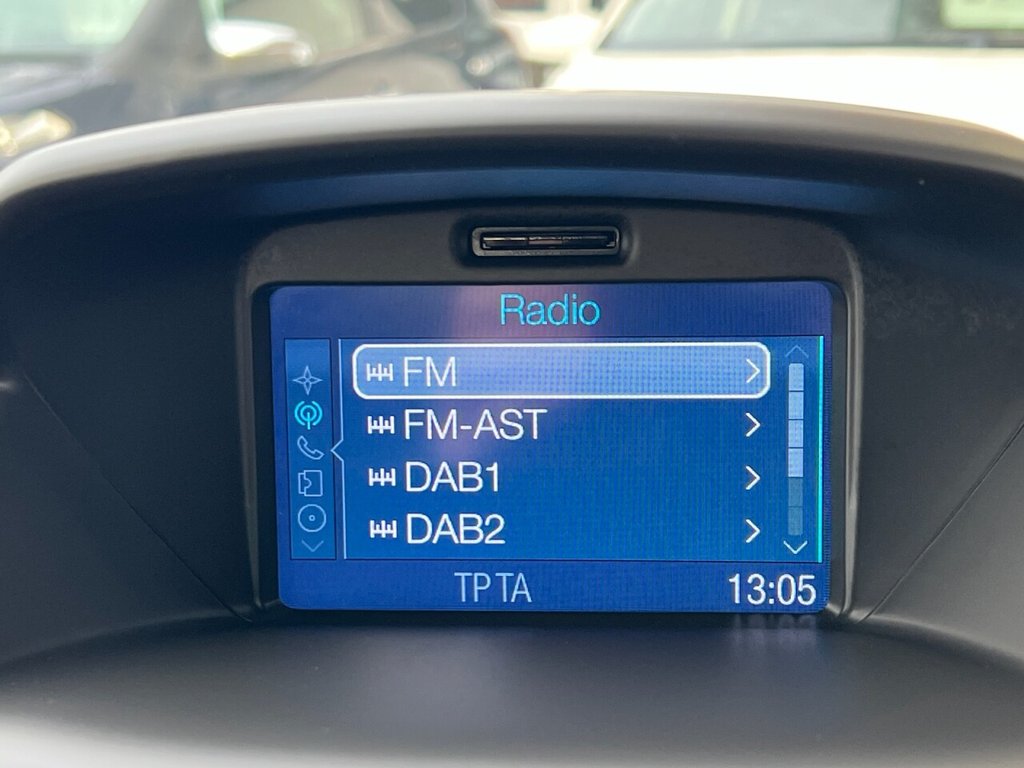 Radio
FM
FM-AST
DAB1
DAB2
TP TA
13:05